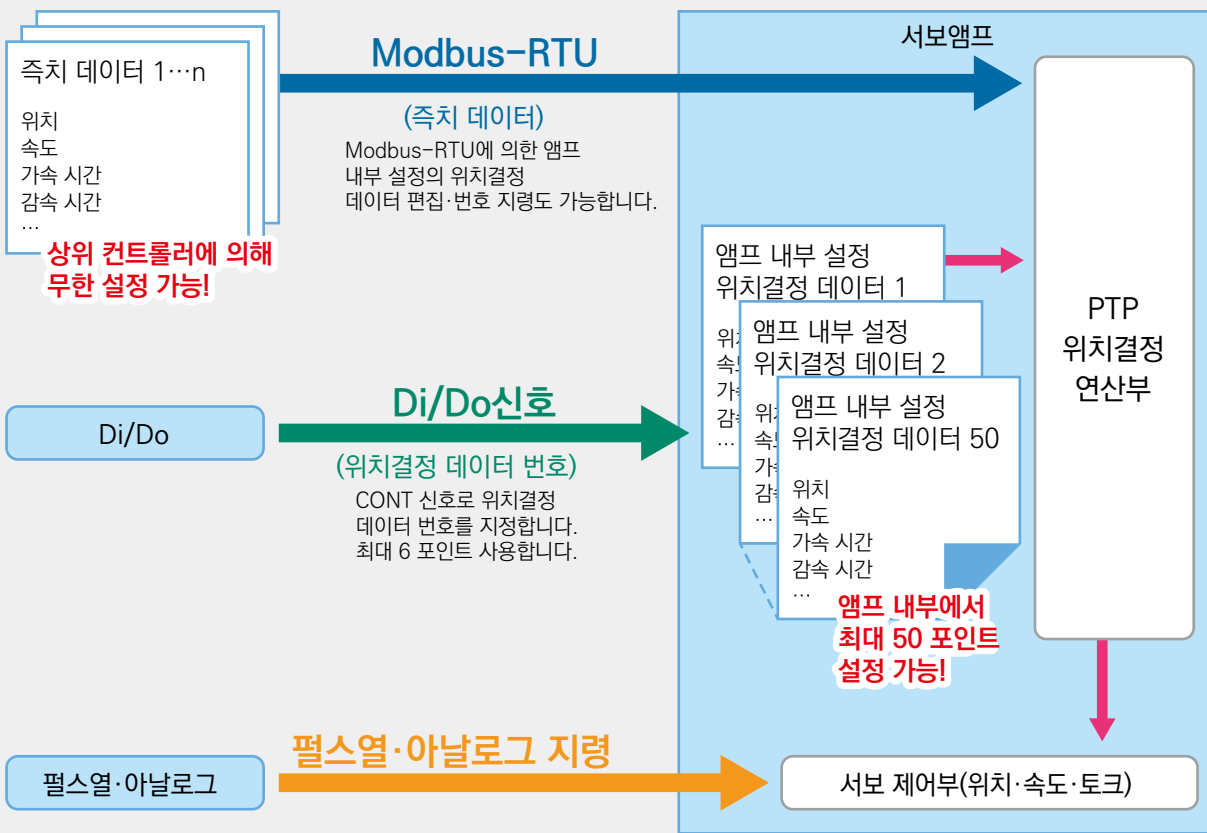 즉치 데이터 1…n
위치
속도
가속 시간
감속 시간
…
상위 컨트롤러에 의해
무한 설정 가능!
Modbus-RTU
(즉치 데이터)
Modbus-RTU에 의한 앰프
내부 설정의 위치결정
데이터 편집·번호 지령도 가능합니다.
서보앰프
앰프 내부 설정
위치결정 데이터 1
위
속
가
감
…
앰프 내부 설정
위치결정 데이터 2
위
속
가
감
…
앰프 내부 설정
위치결정 데이터 50
위치
속도
가속 시간
감속 시간
…
앰프 내부에서
최대 50 포인트
설정 가능!
PTP
위치결정
연산부
Di/Do
Di/Do신호
(위치결정 데이터 번호)
CONT 신호로 위치결정
데이터 번호를 지정합니다.
최대 6 포인트 사용합니다.
펄스열·아날로그
펄스열·아날로그 지령
서보 제어부(위치·속도·토크)